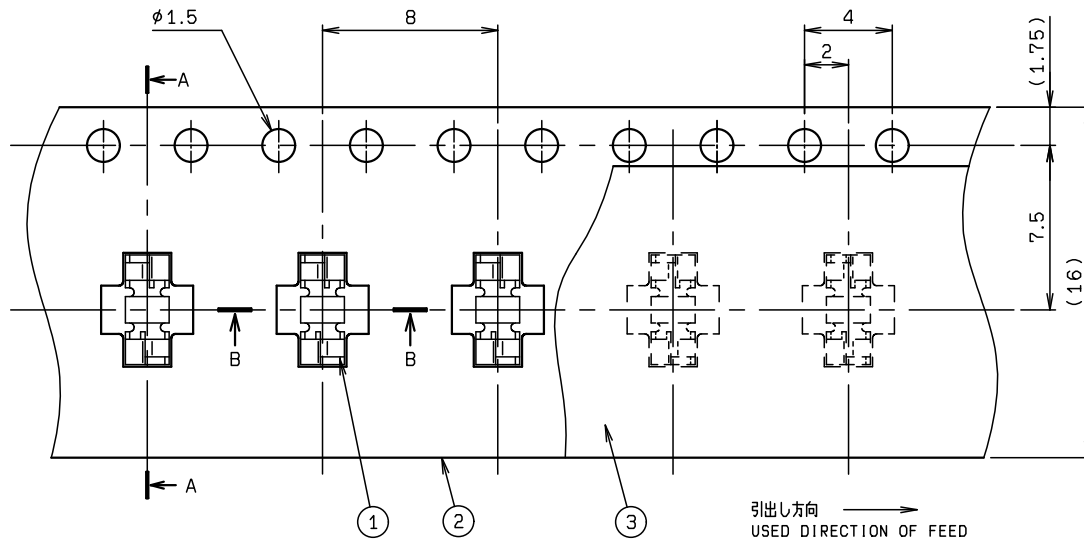 ø1.5
8
4
2
(1.75)
A
7.5
(16)
B
B
A
1
2
3
引出し方向
USED DIRECTION OF FEED